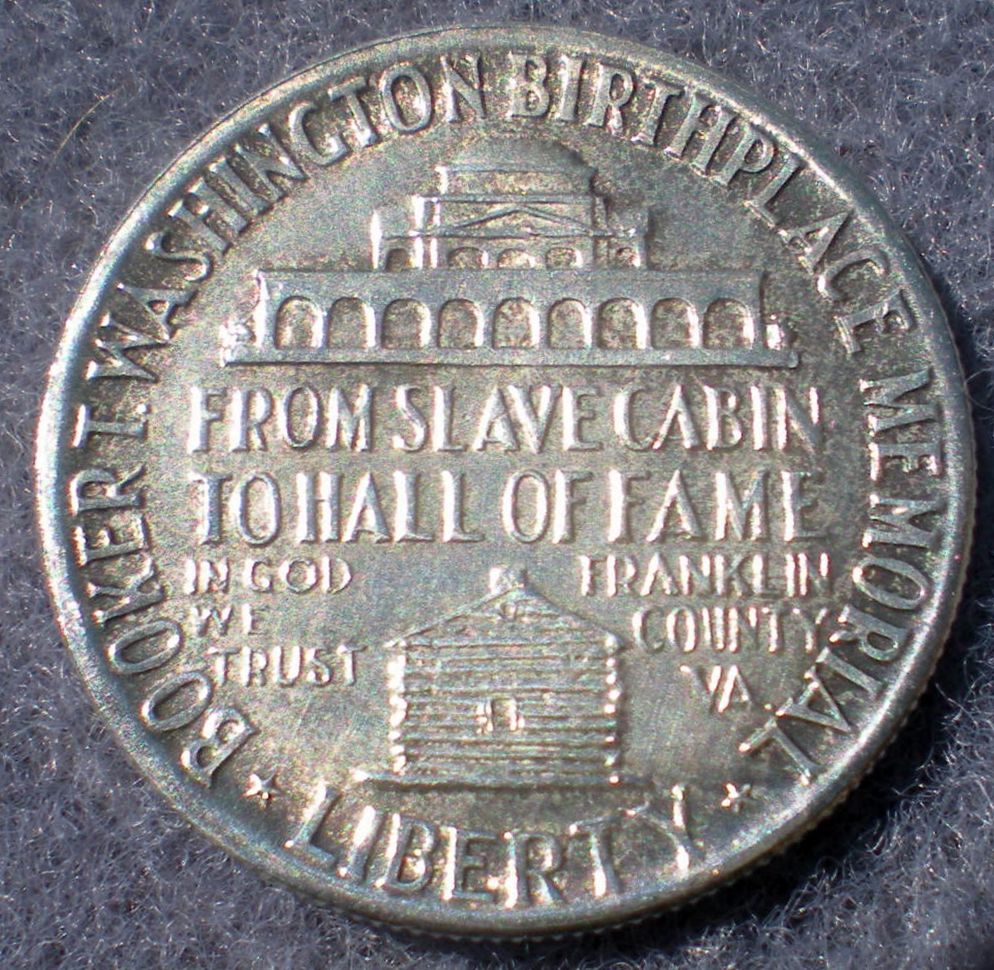 BOOKER T. WASHINGTON BIRTHPLACE MEMORIAL
FROM SLAVE CABIN
TO HALL OF FAME
IN GOD
WE
TRUST
FRANKLIN
COUNTY
VA.
LIBERTY